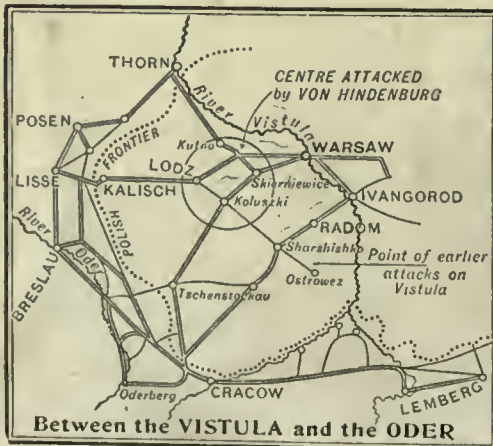 THORN
CENTRE ATTACKED
by VON HINDENBURG
River
Vistula
POSEN
FRONTIER
Kutno
WARSAW
LODZ
LISSE
KALISCH
Skierniewice
IVANGOROD
Koluszki
River
Oder
POLISH
RADOM
Sharshishko
Point of earlier
attacks on
Vistula
Ostrowez
BRESLAU
Tschenstockau
Oderberg
CRACOW
LEMBERG
Between the VISTULA and the ODER